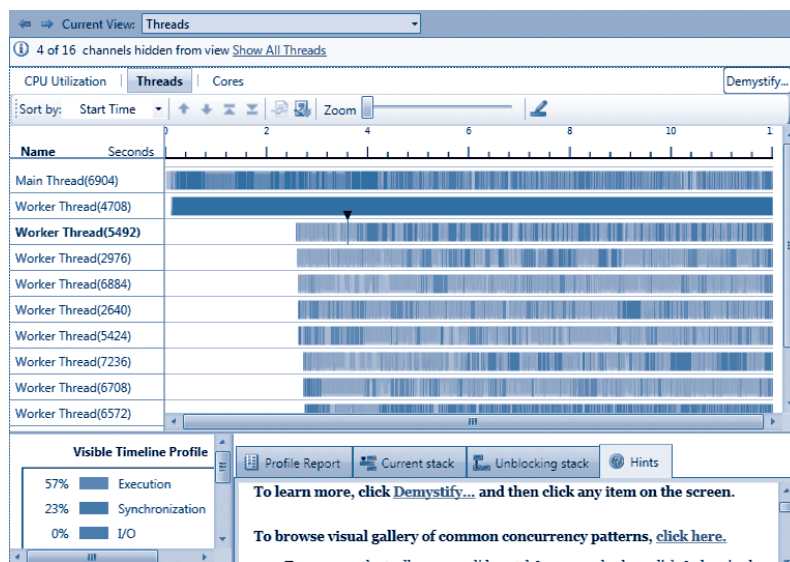 Current View: Threads
4 of 16 channels hidden from view Show All Threads
CPU Utilization Threads Cores Demystify...
Sort by: Start Time Zoom
0 2 4 6 8 10 1
Name Seconds
Main Thread(6904)
Worker Thread(4708)
Worker Thread(5492)
Worker Thread(2976)
Worker Thread(6884)
Worker Thread(2640)
Worker Thread(5424)
Worker Thread(7236)
Worker Thread(6708)
Worker Thread(6572)
Visible Timeline Profile
57% Execution
23% Synchronization
0% I/O
Profile Report Current stack Unblocking stack Hints
To learn more, click Demystify... and then click any item on the screen.
To browse visual gallery of common concurrency patterns, click here.